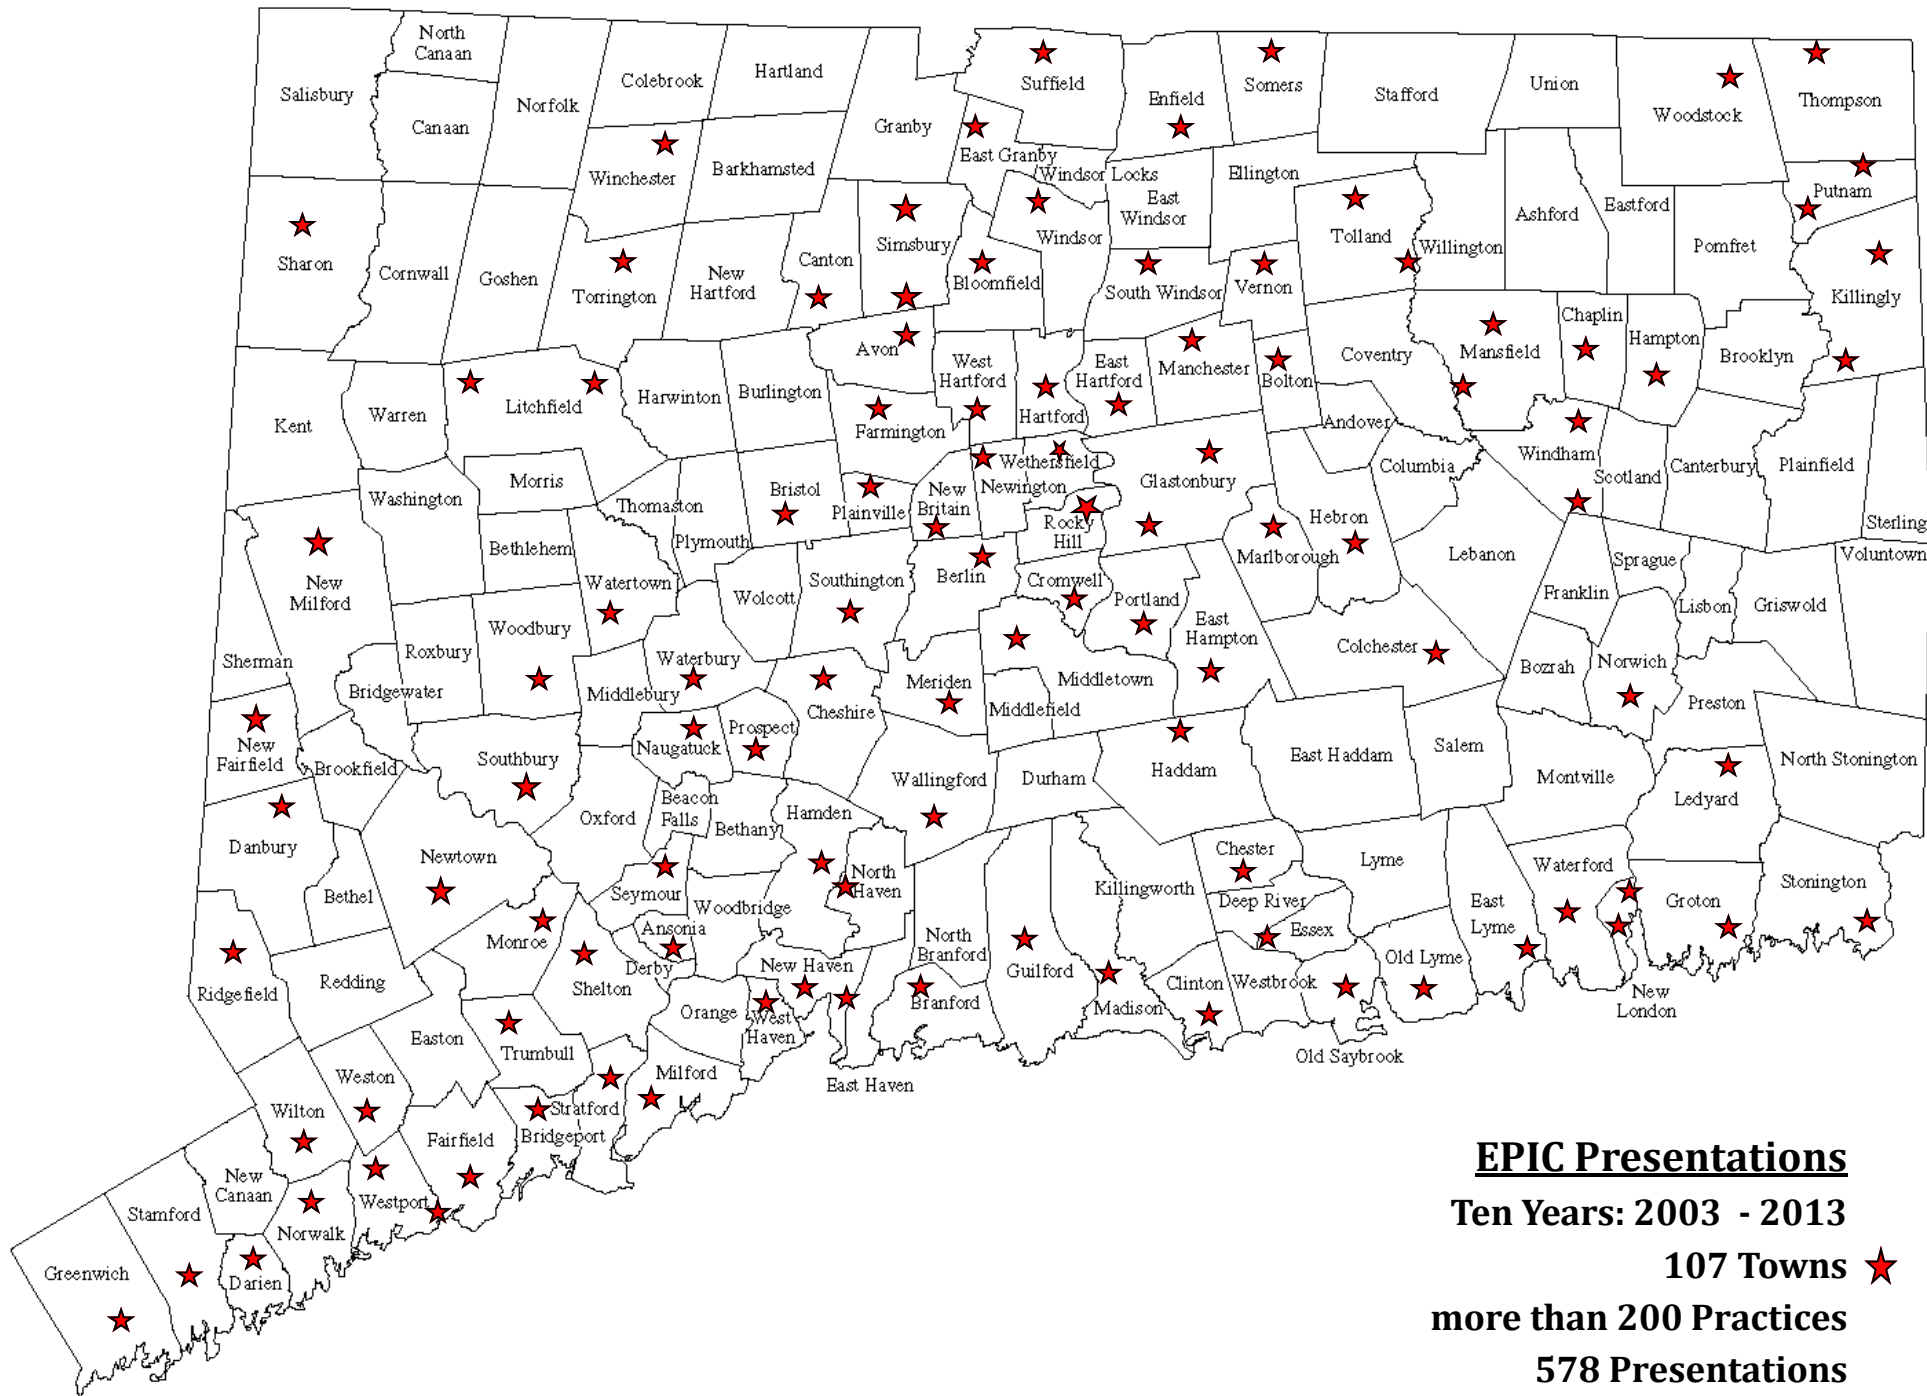 North
Canaan
Salisbury
Canaan
Norfolk
Colebrook
Hartland
Granby
Suffield
Enfield
Somers
Stafford
Union
Woodstock
Thompson
Winchester
Barkhamsted
East Granby
Windsor Locks
East
Windsor
Ellington
Ashford
Eastford
Putnam
Sharon
Cornwall
Goshen
Torrington
New
Hartford
Canton
Simsbury
Bloomfield
Windsor
South Windsor
Vernon
Tolland
Willington
Pomfret
Killingly
Kent
Warren
Litchfield
Harwinton
Burlington
Avon
Farmington
West
Hartford
Hartford
East
Hartford
Manchester
Bolton
Coventry
Andover
Mansfield
Chaplin
Hampton
Brooklyn
Washington
Morris
Thomaston
Plymouth
Bristol
Plainville
New
Britain
Newington
Wethersfield
Rocky
Hill
Glastonbury
Marlborough
Hebron
Columbia
Lebanon
Windham
Scotland
Canterbury
Plainfield
Sterling
Voluntown
New
Milford
Bethlehem
Watertown
Wolcott
Southington
Berlin
Cromwell
Portland
East
Hampton
Colchester
Franklin
Sprague
Lisbon
Griswold
Sherman
Bridgewater
Roxbury
Woodbury
Middlebury
Waterbury
Cheshire
Meriden
Middlefield
Middletown
Bozrah
Norwich
Preston
New
Fairfield
Brookfield
Southbury
Naugatuck
Prospect
Wallingford
Durham
Haddam
East Haddam
Salem
Montville
Ledyard
North Stonington
Danbury
Bethel
Newtown
Oxford
Beacon
Falls
Bethany
Hamden
North
Haven
Seymour
Woodbridge
Ansonia
Derby
Killingworth
Chester
Deep River
Essex
Lyme
East
Lyme
Waterford
Groton
Stonington
Ridgefield
Redding
Monroe
Shelton
New Haven
North
Branford
Branford
Guilford
Madison
Clinton
Westbrook
Old Lyme
New
London
Old Saybrook
Easton
Trumbull
Orange
West
Haven
East Haven
Milford
Stratford
Bridgeport
Weston
Wilton
Fairfield
Westport
New
Canaan
Norwalk
Stamford
Darien
Greenwich
EPIC Presentations
Ten Years: 2003 - 2013
107 Towns
more than 200 Practices
578 Presentations